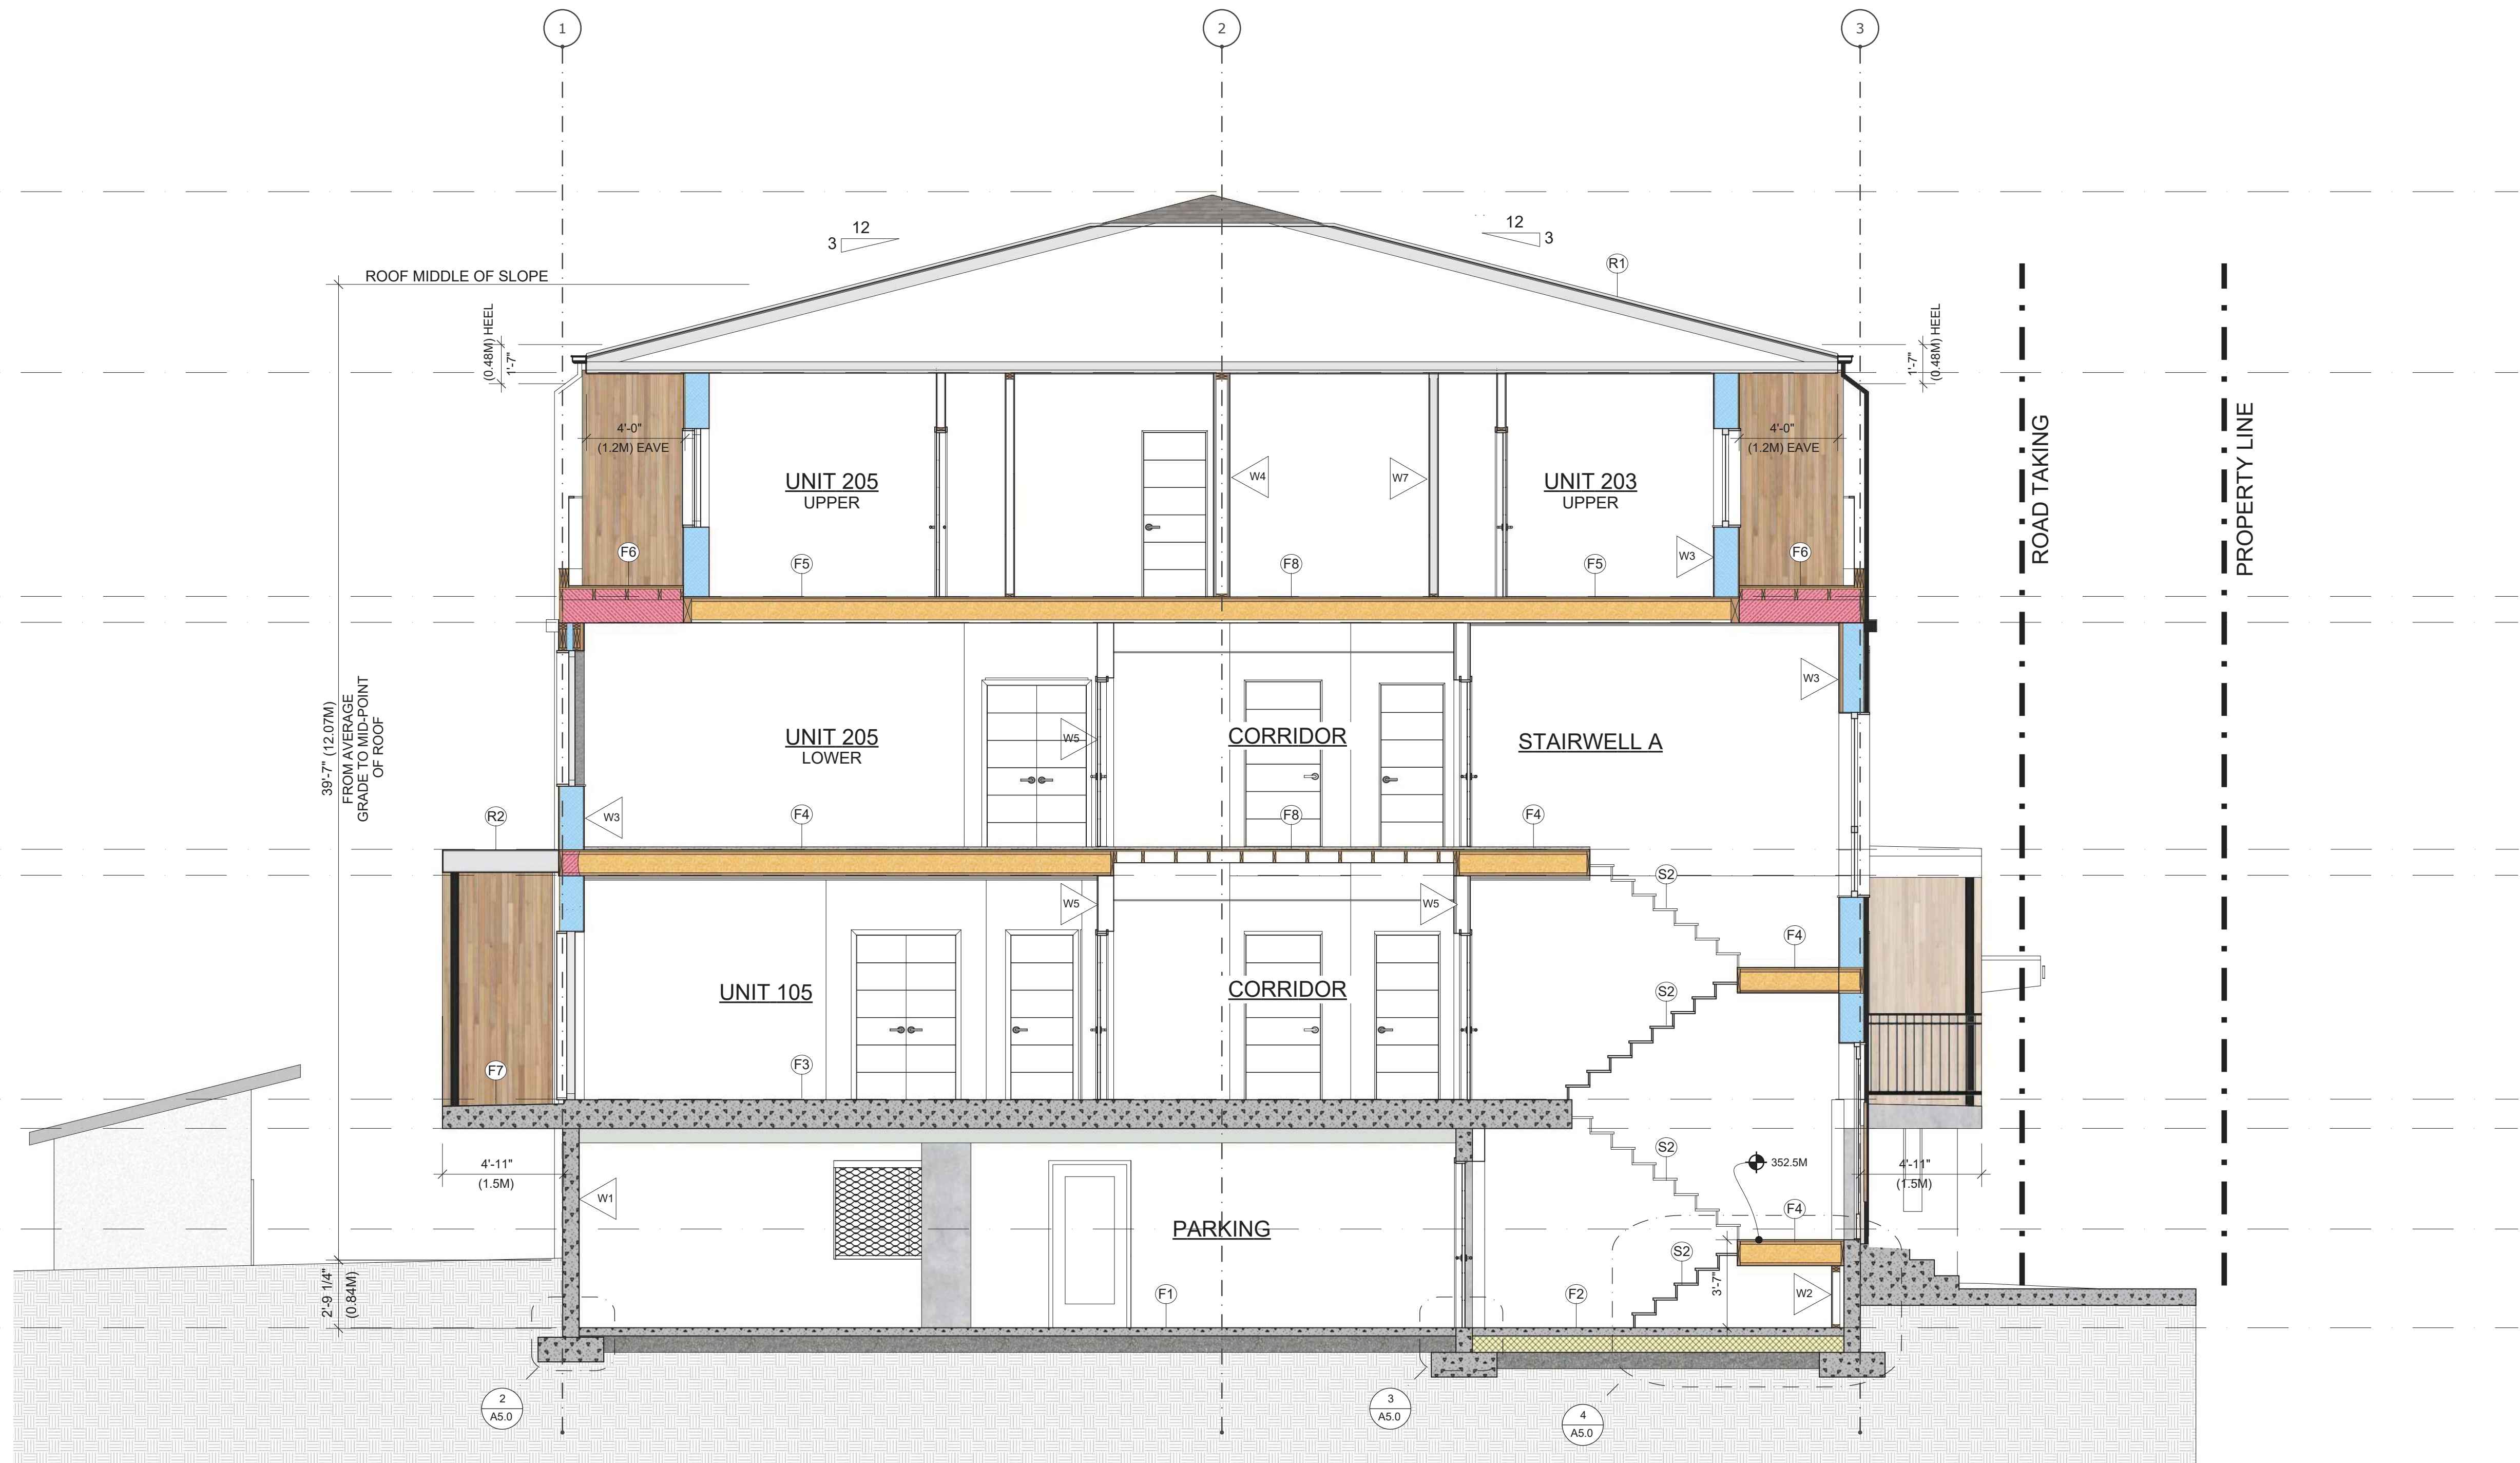 1
2
3
12
3
12
3
R1
ROOF MIDDLE OF SLOPE
(0.48M) HEEL
1'-7"
1'-7"
(0.48M) HEEL
4'-0"
(1.2M) EAVE
4'-0"
(1.2M) EAVE
ROAD TAKING
PROPERTY LINE
UNIT 205
UPPER
W4
W7
UNIT 203
UPPER
F6
F5
F8
F5
W3
F6
39'-7" (12.07M)
FROM AVERAGE
GRADE TO MID-POINT
OF ROOF
UNIT 205
LOWER
W5
CORRIDOR
STAIRWELL A
W3
R2
W3
F4
F8
F4
W5
W5
S2
F4
UNIT 105
CORRIDOR
S2
F7
F3
4'-11"
(1.5M)
W1
S2
352.5M
4'-11"
(1.5M)
PARKING
F4
2'-9 1/4"
(0.84M)
F1
F2
S2
3'-7"
W2
2
A5.0
3
A5.0
4
A5.0